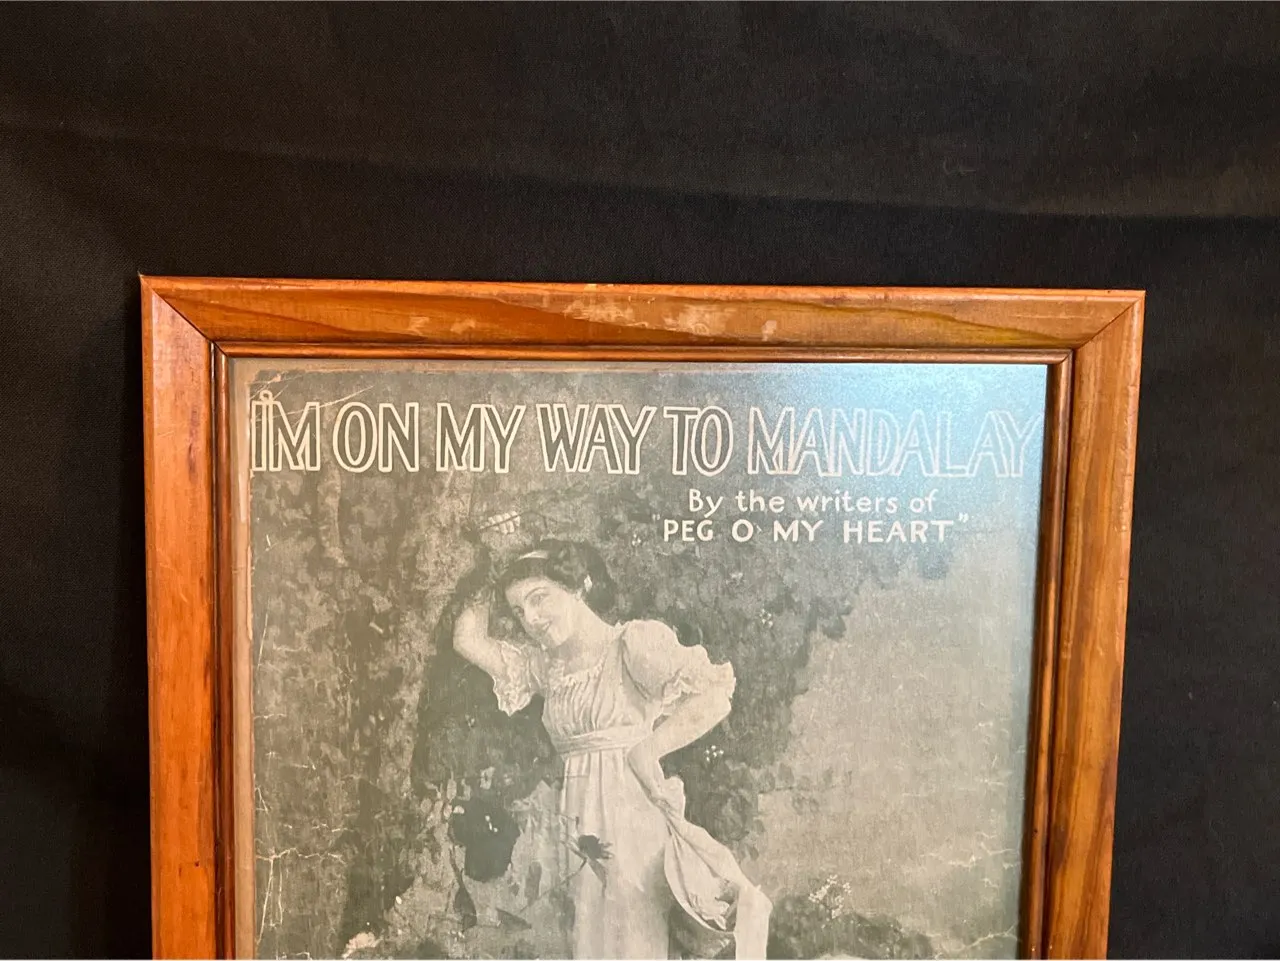 I'M ON MY WAY TO MANDALAY
By the writers of
"PEG O' MY HEART"